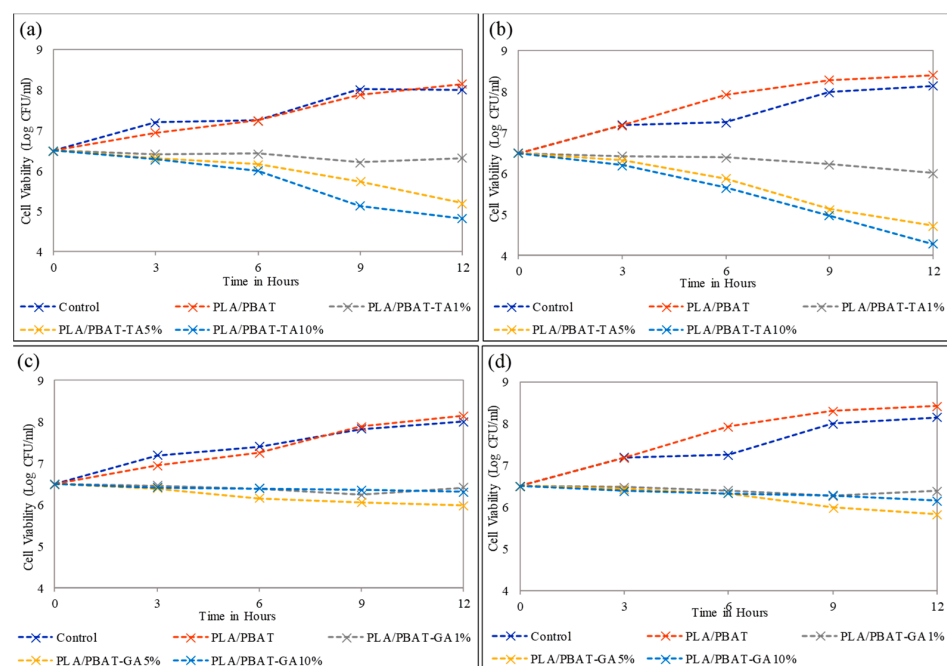 (a)
9
8
7
6
5
4
Cell Viability (Log CFU/ml)
0 3 6 9 12
Time in Hours
Control PLA/PBAT PLA/PBAT-TA1%
PLA/PBAT-TA5% PLA/PBAT-TA10%
(b)
9
8
7
6
5
4
Cell Viability (Log CFU/ml)
0 3 6 9 12
Time in Hours
Control PLA/PBAT PLA/PBAT-TA1%
PLA/PBAT-TA5% PLA/PBAT-TA10%
(c)
9
8
7
6
5
4
Cell Viability (Log CFU/ml)
0 3 6 9 12
Time in Hours
Control PLA/PBAT PLA/PBAT-GA1%
PLA/PBAT-GA5% PLA/PBAT-GA10%
(d)
9
8
7
6
5
4
Cell Viability (Log CFU/ml)
0 3 6 9 12
Time in Hours
Control PLA/PBAT PLA/PBAT-GA1%
PLA/PBAT-GA5% PLA/PBAT-GA10%